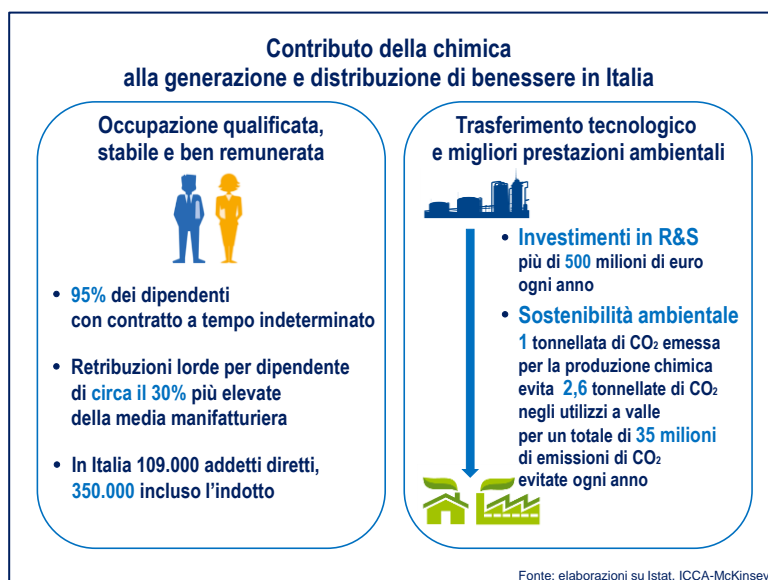 Contributo della chimica
alla generazione e distribuzione di benessere in Italia
Occupazione qualificata,
stabile e ben remunerata
• 95% dei dipendenti
con contratto a tempo indeterminato
• Retribuzioni lorde per dipendente
di circa il 30% più elevate
della media manifatturiera
• In Italia 109.000 addetti diretti,
350.000 incluso l'indotto
Trasferimento tecnologico
e migliori prestazioni ambientali
• Investimenti in R&S
più di 500 milioni di euro
ogni anno
• Sostenibilità ambientale
1 tonnellata di CO₂ emessa
per la produzione chimica
evita 2,6 tonnellate di CO₂
negli utilizzi a valle
per un totale di 35 milioni
di emissioni di CO₂
evitate ogni anno
Fonte: elaborazioni su Istat, ICCA-McKinsey